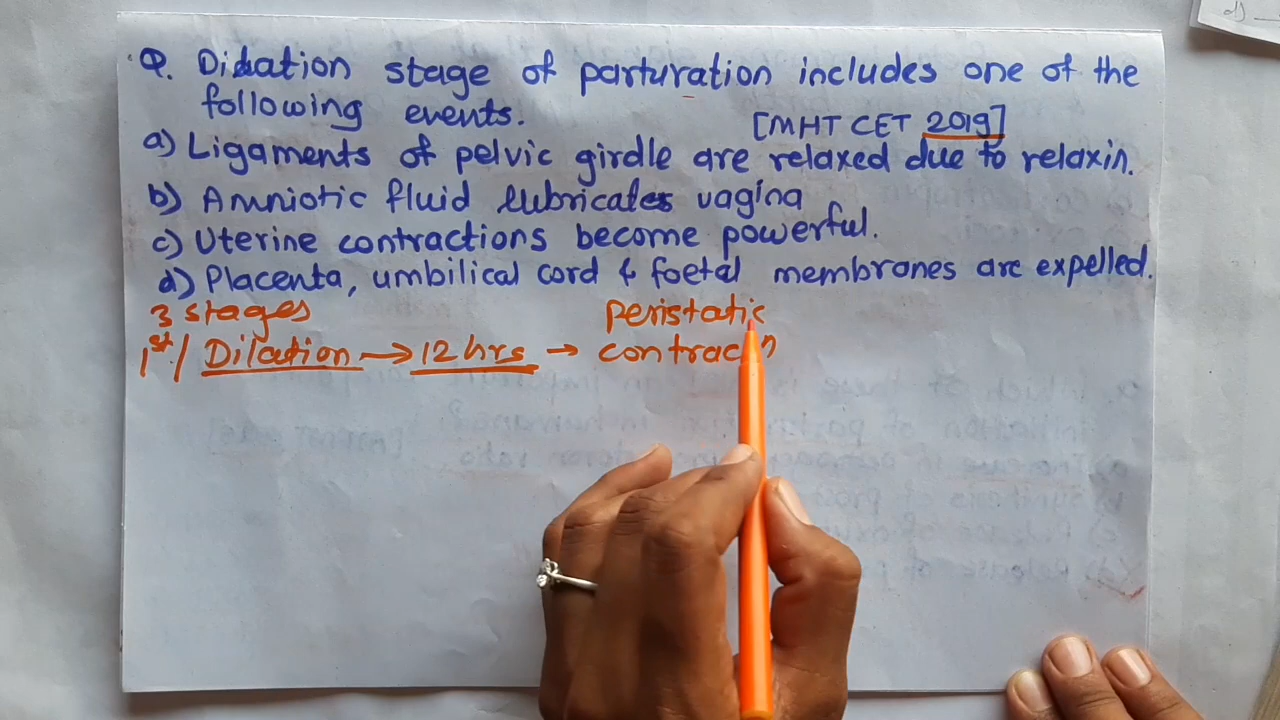 Q. Dilation stage of parturation includes one of the
following events.
[MHT CET 2019]
a) Ligaments of pelvic girdle are relaxed due to relaxin.
b) Amniotic fluid lubricates vagina
c) Uterine contractions become powerful.
d) Placenta, umbilical cord & foetal membranes are expelled.
3 stages
Peristatic
1st / Dilation → 12 hrs → contrac